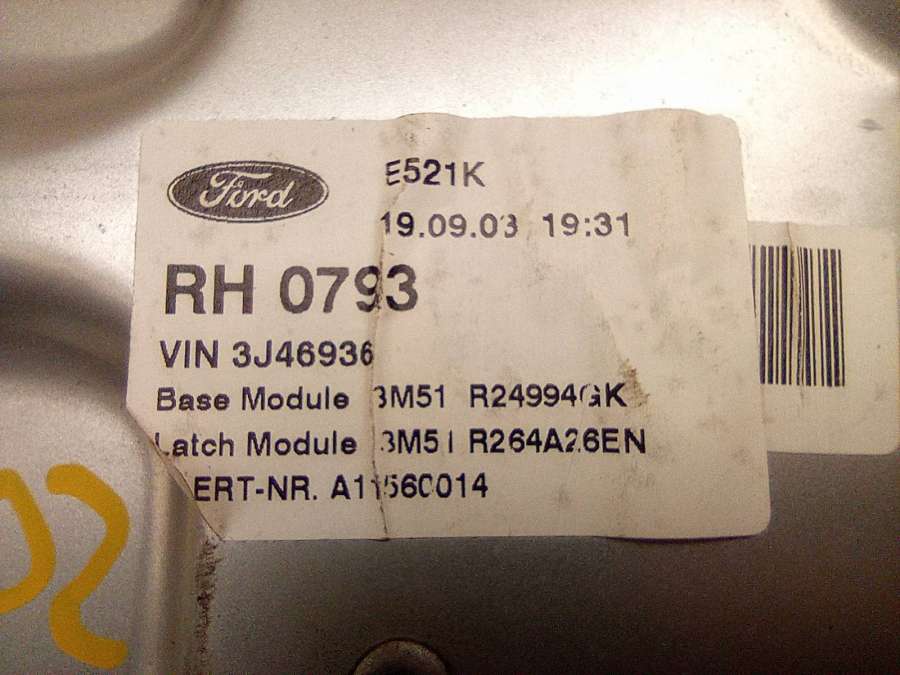 Ford
E521K
19.09.03 19:31
RH 0793
VIN 3J46936
Base Module 3M51 R24994GK
Latch Module 3M51 R264A26EN
ERT-NR. A11560014